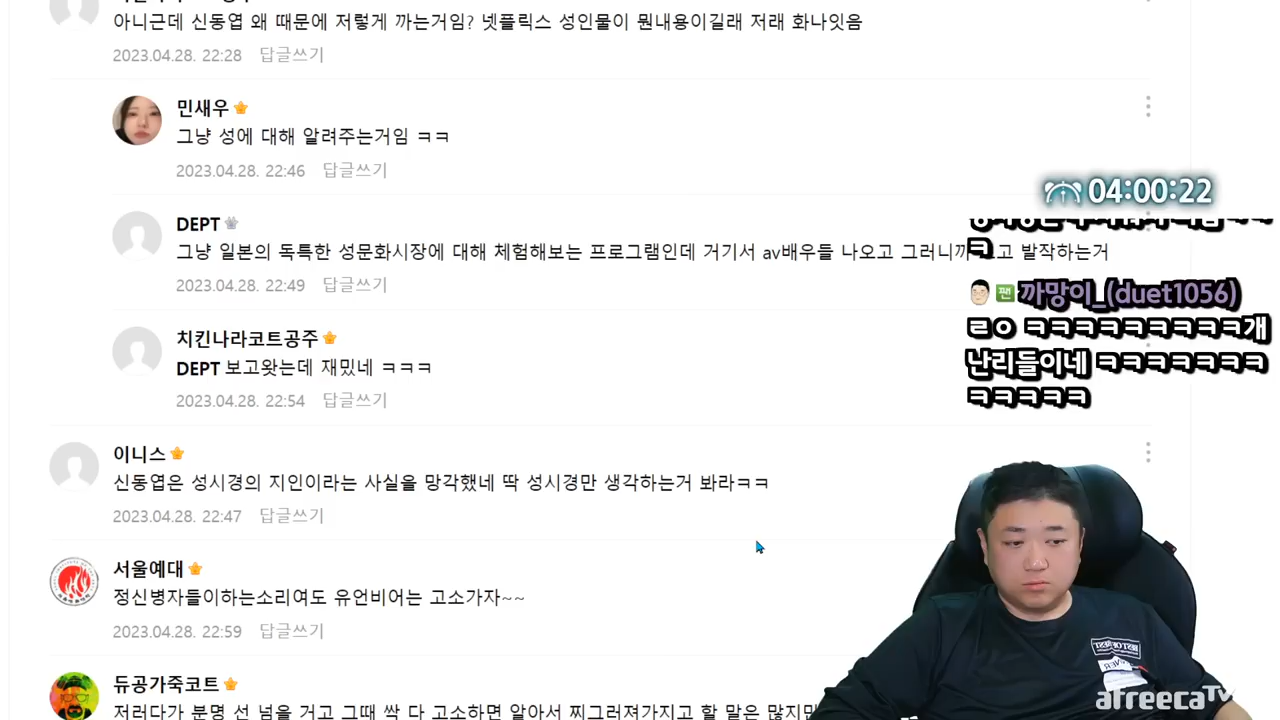 아니근데 신동엽 왜 때문에 저렇게 까는거임? 넷플릭스 성인물이 뭔내용이길래 저래 화나잇음
2023.04.28. 22:28 답글쓰기
민새우
그냥 성에 대해 알려주는거임 ㅋㅋ
2023.04.28. 22:46 답글쓰기
04:00:22
DEPT
그냥 일본의 독특한 성문화시장에 대해 체험해보는 프로그램인데 거기서 av배우들 나오고 그러니까 고 발작하는거
2023.04.28. 22:49 답글쓰기
ㅋ
팬 까망이_(duet1056)
ㄹㅇ ㅋㅋㅋㅋㅋㅋㅋㅋㅋ개
난리들이네 ㅋㅋㅋㅋㅋㅋㅋ
ㅋㅋㅋㅋㅋ
치킨나라코트공주
DEPT 보고왓는데 재밌네 ㅋㅋㅋ
2023.04.28. 22:54 답글쓰기
이니스
신동엽은 성시경의 지인이라는 사실을 망각했네 딱 성시경만 생각하는거 봐라ㅋㅋ
2023.04.28. 22:47 답글쓰기
서울예대
정신병자들이하는소리여도 유언비어는 고소가자~~
2023.04.28. 22:59 답글쓰기
듀공가죽코트
저러다가 분명 선 넘을 거고 그때 싹 다 고소하면 알아서 찌그러져가지고 할 말은 많지만
afreecaTV